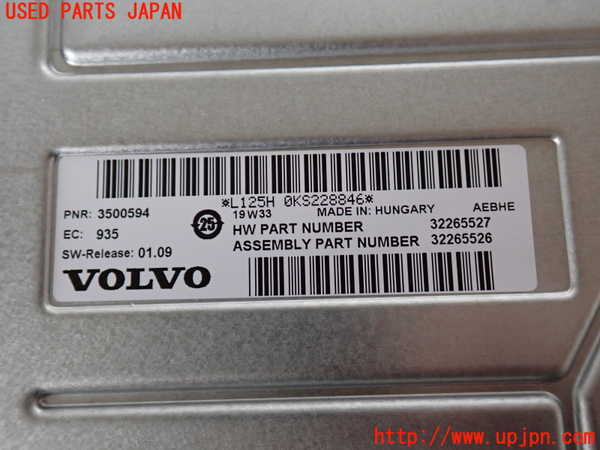 USED PARTS JAPAN
*L125H 0KS228846*
PNR: 3500594
19W33 MADE IN: HUNGARY AEBHE
EC: 935
25
HW PART NUMBER 32265527
SW-Release: 01.09
ASSEMBLY PART NUMBER 32265526
VOLVO
http://www.upjpn.com/